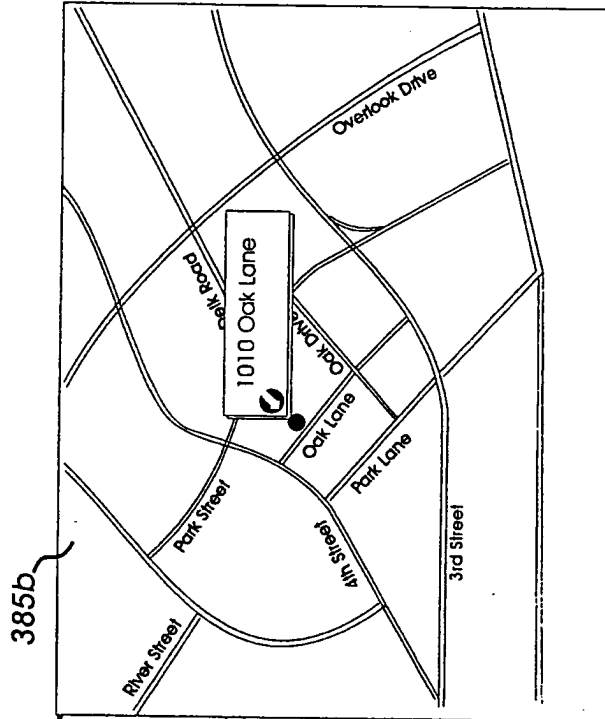 385b
River Street
Park Street
4th Street
3rd Street
Park Lane
Oak Lane
Oak Drive
1010 Oak Lane
Road
Overlook Drive